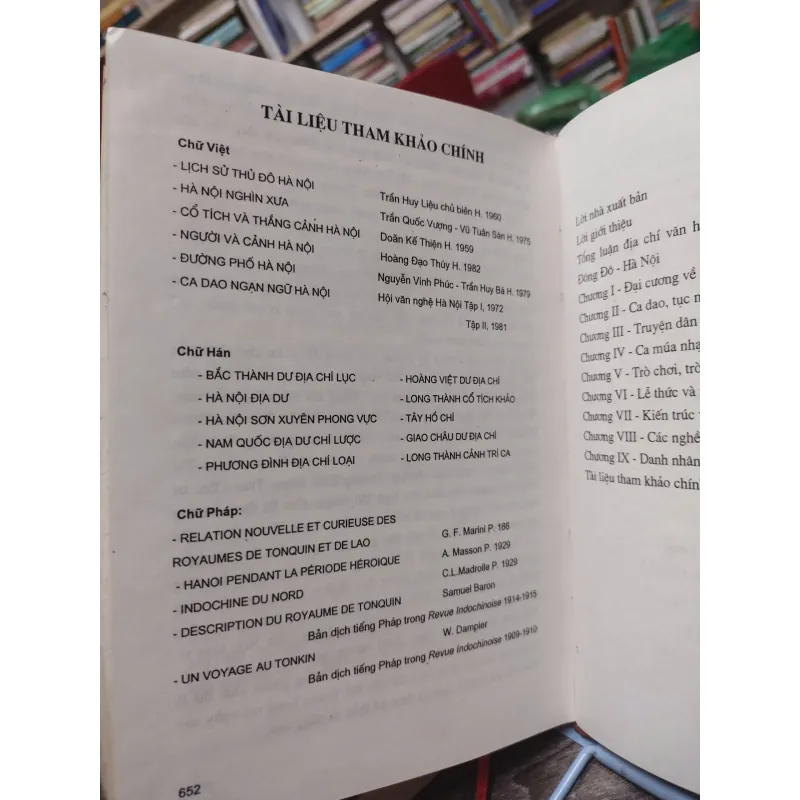 TÀI LIỆU THAM KHẢO CHÍNH
Chữ Việt
- LỊCH SỬ THỦ ĐÔ HÀ NỘI Trần Huy Liệu chủ biên H. 1960
- HÀ NỘI NGHÌN XƯA Trần Quốc Vượng - Vũ Tuân Sán H. 1975
- CỔ TÍCH VÀ THẮNG CẢNH HÀ NỘI Doãn Kế Thiện H. 1959
- NGƯỜI VÀ CẢNH HÀ NỘI Hoàng Đạo Thúy H. 1982
- ĐƯỜNG PHỐ HÀ NỘI Nguyễn Vinh Phúc - Trần Huy Bá H. 1979
- CA DAO NGẠN NGỮ HÀ NỘI Hội văn nghệ Hà Nội Tập I, 1972
Tập II, 1981
Chữ Hán
- BẮC THÀNH DƯ ĐỊA CHÍ LỤC - HOÀNG VIỆT DƯ ĐỊA CHÍ
- HÀ NỘI ĐỊA DƯ - LONG THÀNH CỔ TÍCH KHẢO
- HÀ NỘI SƠN XUYÊN PHONG VỰC - TÂY HỒ CHÍ
- NAM QUỐC ĐỊA DƯ CHÍ LƯỢC - GIAO CHÂU DƯ ĐỊA CHÍ
- PHƯƠNG ĐÌNH ĐỊA CHÍ LOẠI - LONG THÀNH CẢNH TRÍ CA
Chữ Pháp:
- RELATION NOUVELLE ET CURIEUSE DES
ROYAUMES DE TONQUIN ET DE LAO G. F. Marini P. 166
- HANOI PENDANT LA PÉRIODE HÉROIQUE A. Masson P. 1929
- INDOCHINE DU NORD C.L.Madrolle P. 1929
- DESCRIPTION DU ROYAUME DE TONQUIN Samuel Baron
Bản dịch tiếng Pháp trong Revue Indochinoise 1914-1915
- UN VOYAGE AU TONKIN W. Dampier
Bản dịch tiếng Pháp trong Revue Indochinoise 1909-1910
652
Lời nhà xuất bản
Lời giới thiệu
Tổng luận địa chí văn h
Đông Đô - Hà Nội
Chương I - Đại cương về
Chương II - Ca dao, tục n
Chương III - Truyện dân
Chương IV - Ca múa nhạ
Chương V - Trò chơi, trò
Chương VI - Lễ thức và
Chương VII - Kiến trúc
Chương VIII - Các nghề
Chương IX - Danh nhân
Tài liệu tham khảo chính